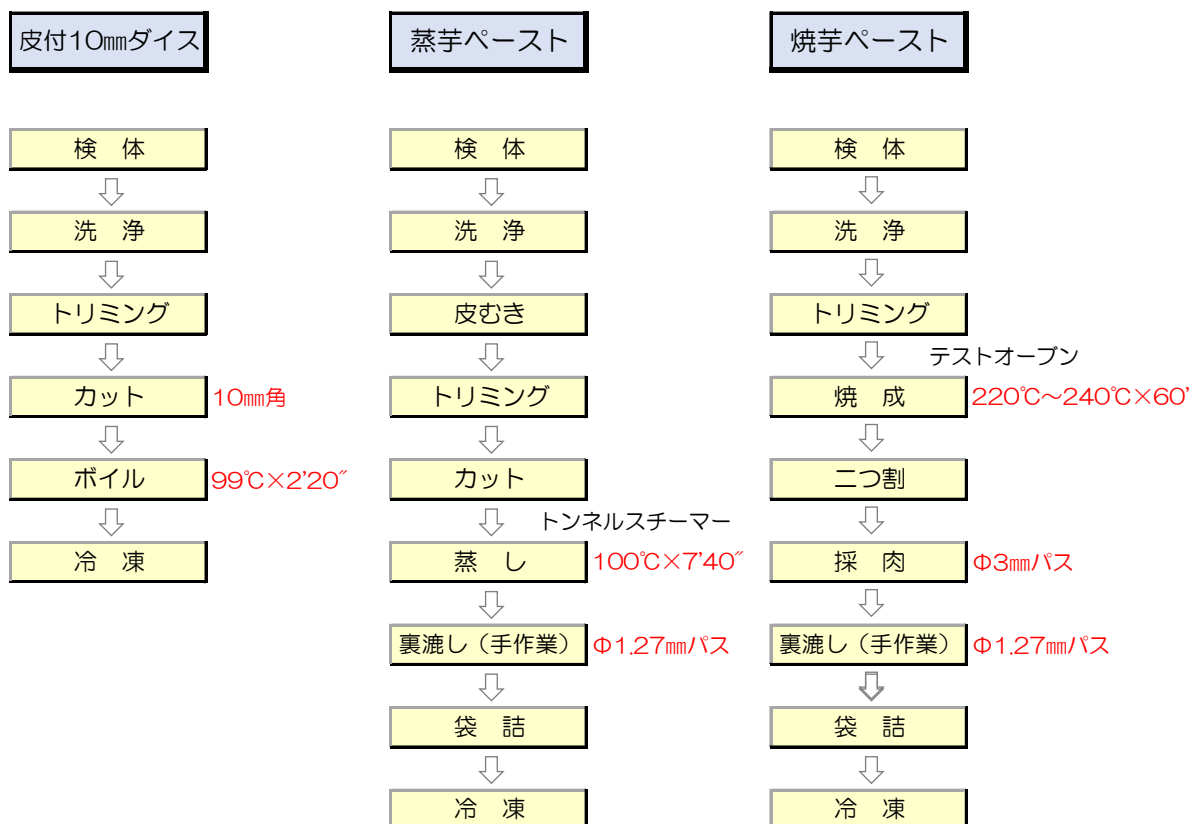 皮付10㎜ダイス
検　体
洗　浄
トリミング
カット
10㎜角
ボイル
99℃×2’20″
冷　凍
蒸芋ペースト
検　体
洗　浄
皮むき
トリミング
カット
トンネルスチーマー
蒸　し
100℃×7’40″
裏漉し（手作業）
Φ1.27㎜パス
袋　詰
冷　凍
焼芋ペースト
検　体
洗　浄
トリミング
テストオーブン
焼　成
220℃～240℃×60’
二つ割
採　肉
Φ3㎜パス
裏漉し（手作業）
Φ1.27㎜パス
袋　詰
冷　凍